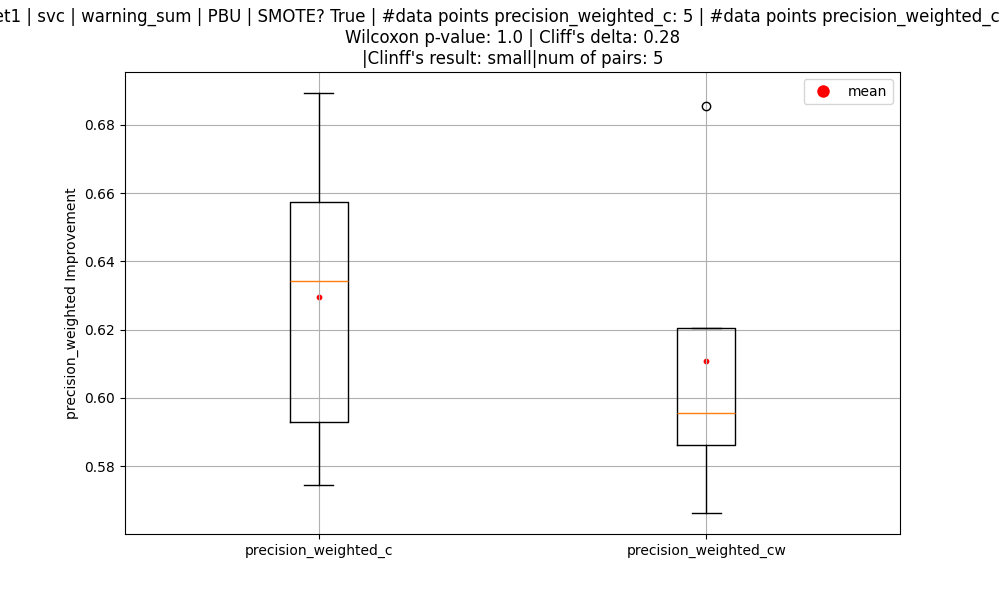 et1 | svc | warning_sum | PBU | SMOTE? True | #data points precision_weighted_c: 5 | #data points precision_weighted_c
Wilcoxon p-value: 1.0 | Cliff's delta: 0.28
|Clinff's result: small|num of pairs: 5
mean
0.68
0.66
0.64
0.62
0.60
0.58
precision_weighted Improvement
precision_weighted_c
precision_weighted_cw